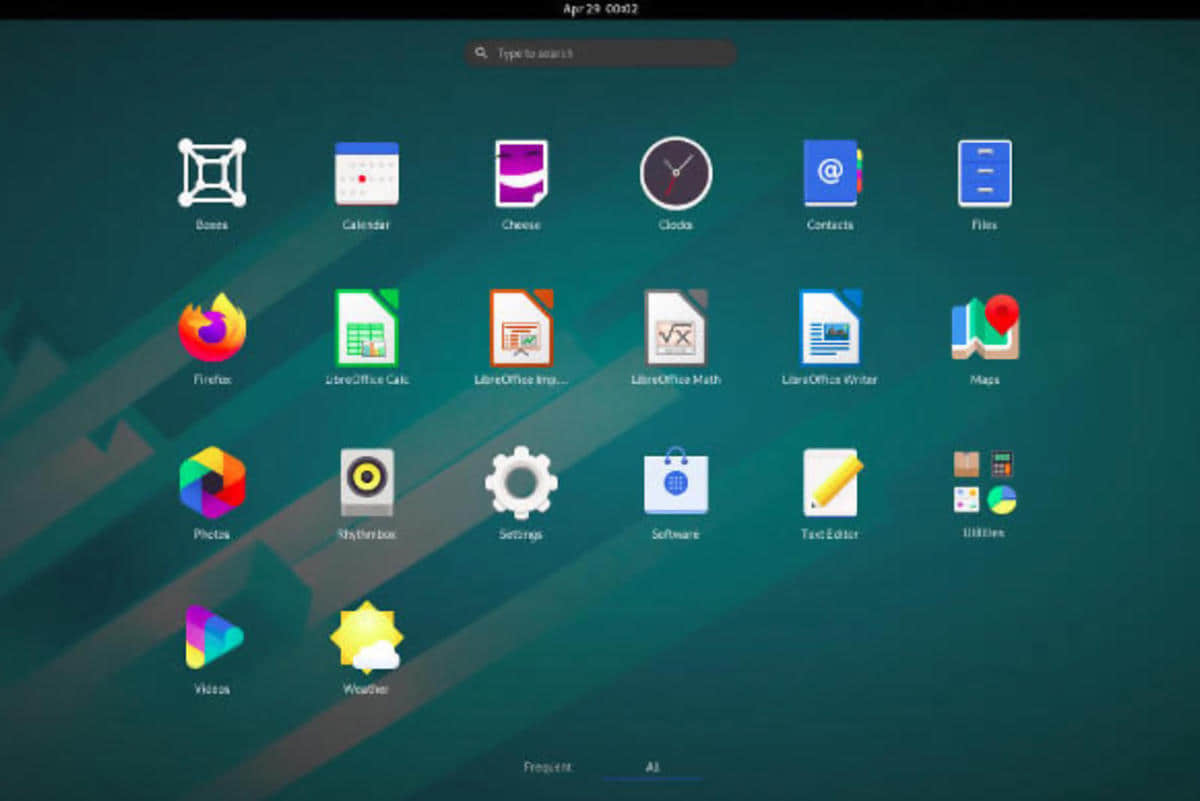 Apr 29 00:02
Type to search
Boxes
Calendar
Cheese
Clocks
Contacts
@
Files
Firefox
LibreOffice Calc
LibreOffice Imp...
LibreOffice Math
√x
LibreOffice Writer
Maps
Photos
Rhythmbox
Settings
Software
Text Editor
Utilities
Videos
Weather
Frequent
All